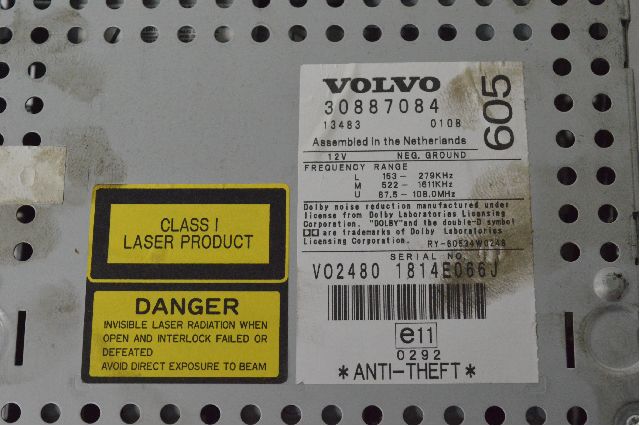 VOLVO
605
30887084
13483 010B
Assembled in the Netherlands
12V NEG. GROUND
FREQUENCY RANGE
L 153 - 279KHz
M 522 - 1611KHz
U 87.5 - 108.0MHz
Dolby noise reduction manufactured under
license from Dolby Laboratories Licensing
Corporation. "DOLBY" and the double-D symbol
are trademarks of Dolby Laboratories
Licensing Corporation. RY-60534W0248
SERIAL NO.
VO2480 1814E066J
e11
0292
*ANTI-THEFT*
CLASS I
LASER PRODUCT
DANGER
INVISIBLE LASER RADIATION WHEN
OPEN AND INTERLOCK FAILED OR
DEFEATED
AVOID DIRECT EXPOSURE TO BEAM